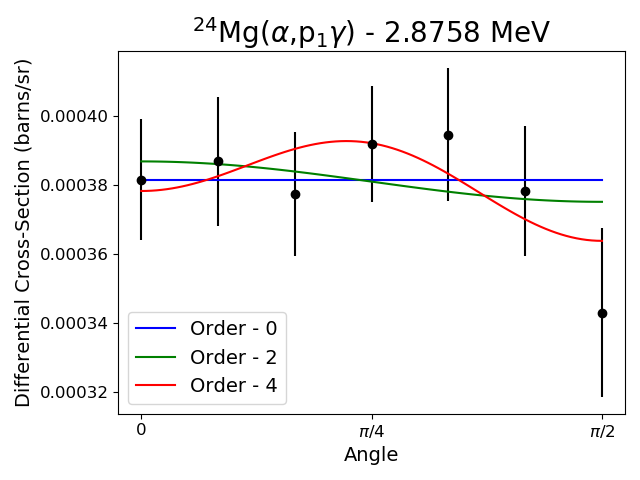 ²⁴Mg(α,p₁γ) - 2.8758 MeV
Differential Cross-Section (barns/sr)
0.00040
0.00038
0.00036
0.00034
0.00032
Order - 0
Order - 2
Order - 4
0 π/4 π/2
Angle